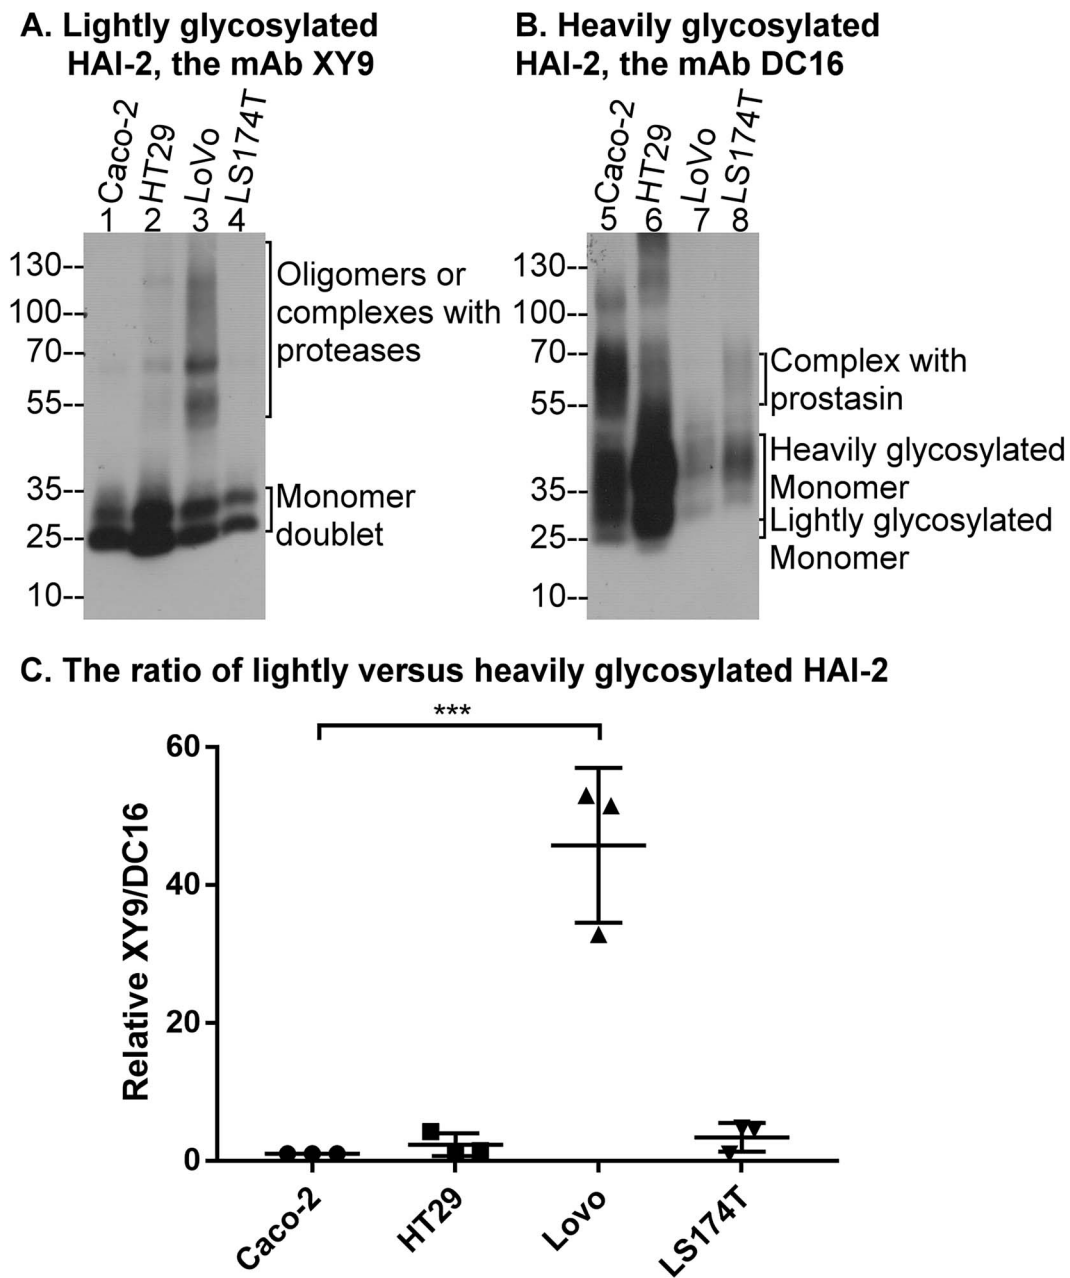 A. Lightly glycosylated
HAI-2, the mAb XY9
Caco-2
HT29
LoVo
LS174T
1 2 3 4
130--
100--
70--
55--
35--
25--
10--
Oligomers or
complexes with
proteases
Monomer
doublet
B. Heavily glycosylated
HAI-2, the mAb DC16
Caco-2
HT29
LoVo
LS174T
5 6 7 8
130--
100--
70--
55--
35--
25--
10--
Complex with
prostasin
Heavily glycosylated
Monomer
Lightly glycosylated
Monomer
C. The ratio of lightly versus heavily glycosylated HAI-2
***
Relative XY9/DC16
60
40
20
0
Caco-2
HT29
Lovo
LS174T